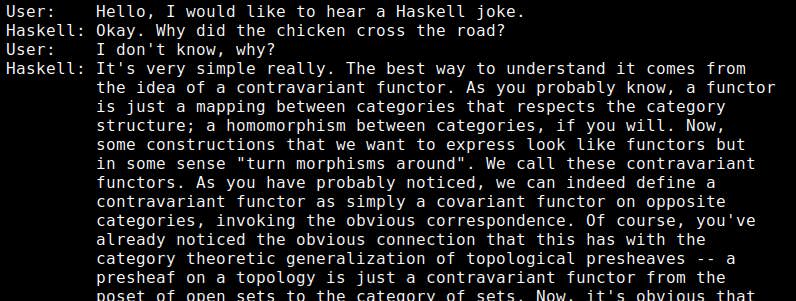 User:    Hello, I would like to hear a Haskell joke.
Haskell: Okay. Why did the chicken cross the road?
User:    I don't know, why?
Haskell: It's very simple really. The best way to understand it comes from
the idea of a contravariant functor. As you probably know, a functor
is just a mapping between categories that respects the category
structure; a homomorphism between categories, if you will. Now,
some constructions that we want to express look like functors but
in some sense "turn morphisms around". We call these contravariant
functors. As you have probably noticed, we can indeed define a
contravariant functor as simply a covariant functor on opposite
categories, invoking the obvious correspondence. Of course, you've
already noticed the obvious connection that this has with the
category theoretic generalization of topological presheaves -- a
presheaf on a topology is just a contravariant functor from the
poset of open sets to the category of sets. Now, it's obvious that